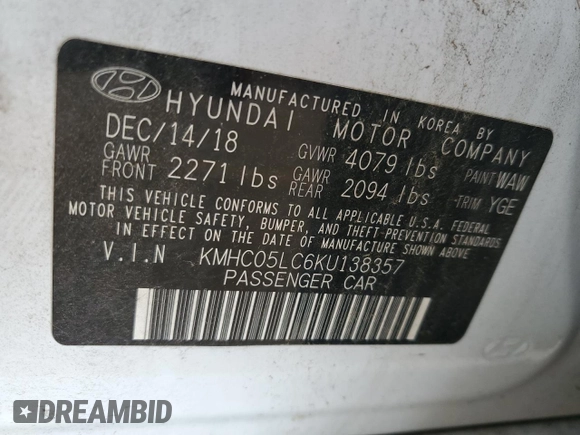 MANUFACTURED IN KOREA BY
HYUNDAI MOTOR COMPANY
DEC/14/18 GVWR 4079 lbs PAINT WAW
GAWR FRONT 2271 lbs GAWR REAR 2094 lbs TRIM YGE
THIS VEHICLE CONFORMS TO ALL APPLICABLE U.S.A. FEDERAL
MOTOR VEHICLE SAFETY, BUMPER, AND THEFT-PREVENTION STANDARDS
IN EFFECT ON THE DATE OF MANUFACTURE SHOWN ABOVE.
V.I.N KMHC05LC6KU138357
PASSENGER CAR
DREAMBID